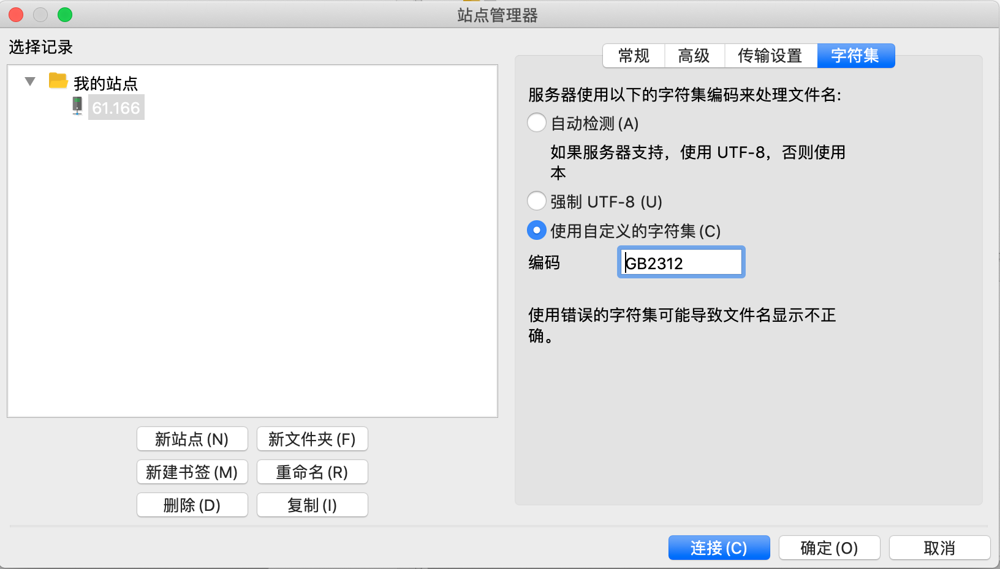 站点管理器
选择记录
我的站点
61.166
新站点(N)
新文件夹(F)
新建书签(M)
重命名(R)
删除(D)
复制(I)
常规
高级
传输设置
字符集
服务器使用以下的字符集编码来处理文件名:
自动检测(A)
如果服务器支持，使用 UTF-8，否则使用
本
强制 UTF-8 (U)
使用自定义的字符集(C)
编码
GB2312
使用错误的字符集可能导致文件名显示不正
确。
连接(C)
确定(O)
取消